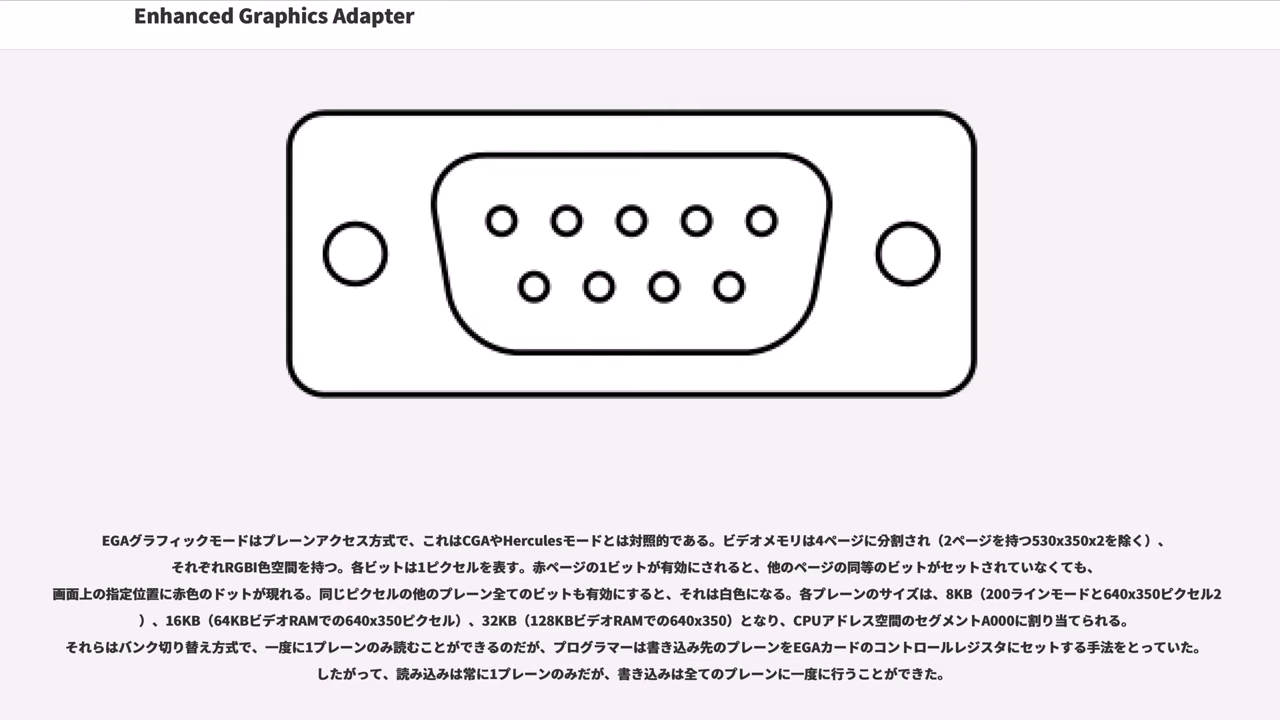 Enhanced Graphics Adapter
EGAグラフィックモードはプレーンアクセス方式で、これはCGAやHerculesモードとは対照的である。ビデオメモリは4ページに分割され（2ページを持つ530x350x2を除く）、
それぞれRGBI色空間を持つ。各ビットは1ピクセルを表す。赤ページの1ビットが有効にされると、他のページの同等のビットがセットされていなくても、
画面上の指定位置に赤色のドットが現れる。同じピクセルの他のプレーン全てのビットも有効にすると、それは白色になる。各プレーンのサイズは、8KB（200ラインモードと640x350ピクセル2
）、16KB（64KBビデオRAMでの640x350ピクセル）、32KB（128KBビデオRAMでの640x350）となり、CPUアドレス空間のセグメントA000に割り当てられる。
それらはバンク切り替え方式で、一度に1プレーンのみ読むことができるのだが、プログラマーは書き込み先のプレーンをEGAカードのコントロールレジスタにセットする手法をとっていた。
したがって、読み込みは常に1プレーンのみだが、書き込みは全てのプレーンに一度に行うことができた。